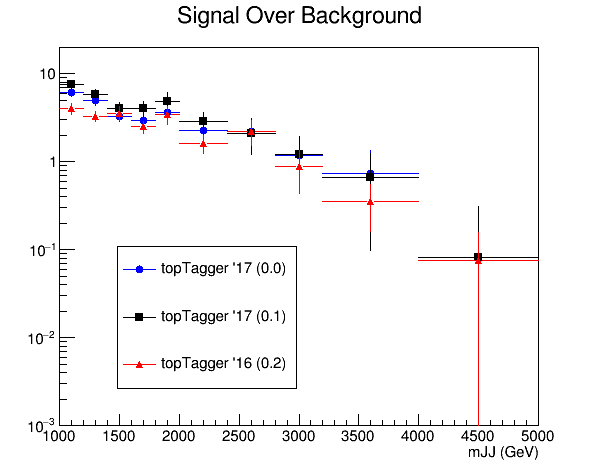 Signal Over Background
10
1
10⁻¹
10⁻²
10⁻³
topTagger '17 (0.0)
topTagger '17 (0.1)
topTagger '16 (0.2)
1000 1500 2000 2500 3000 3500 4000 4500 5000
mJJ (GeV)